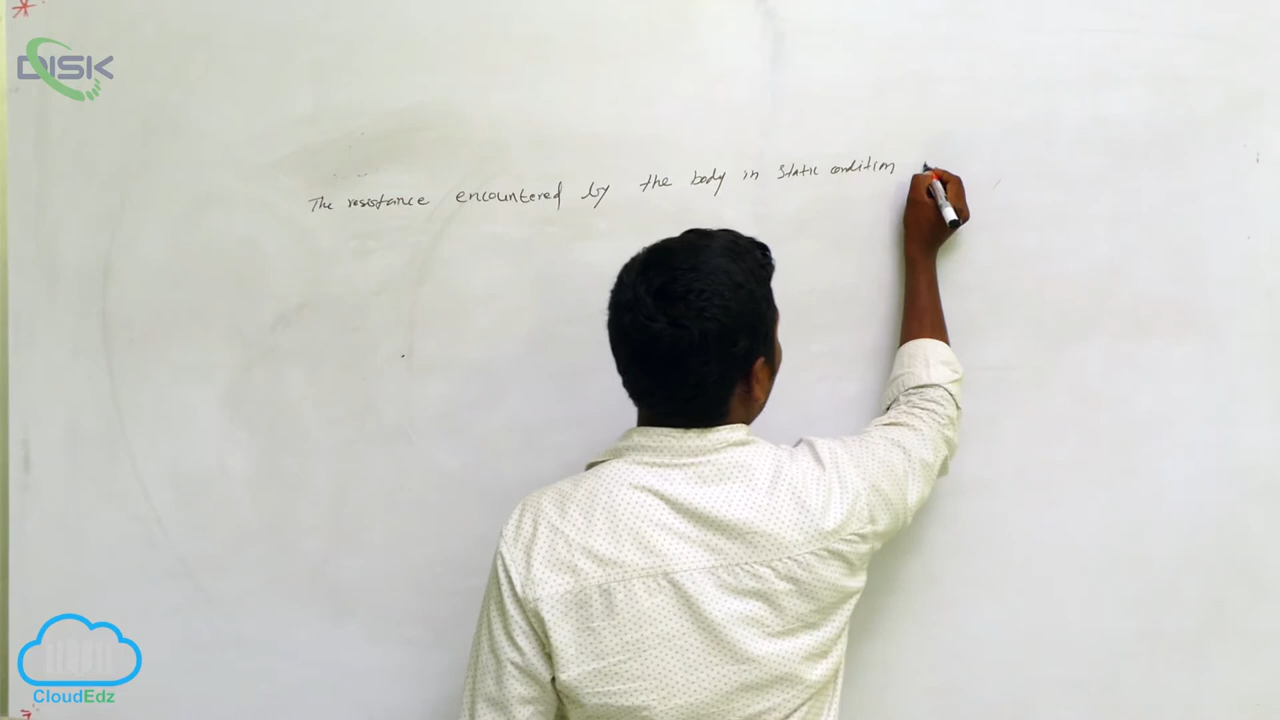 DISK
The resistance encountered by the body in static condition
CloudEdz